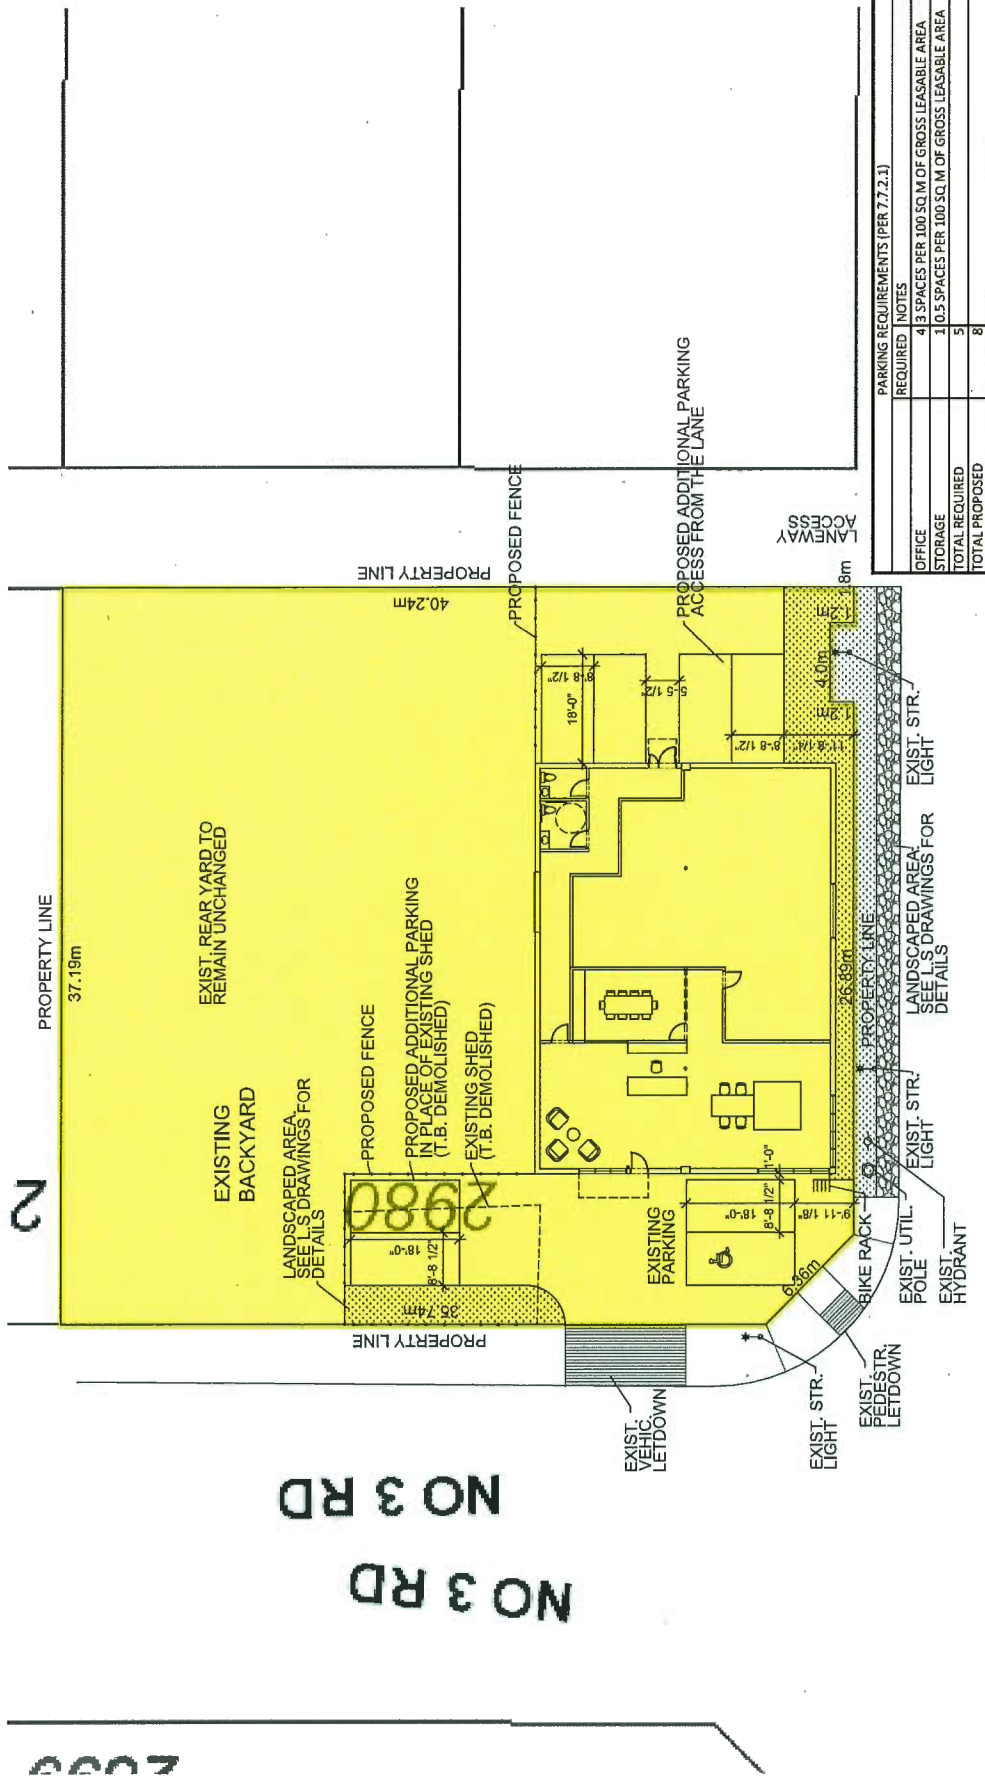 PROPERTY LINE
37.19m
EXIST. REAR YARD TO
REMAIN UNCHANGED
EXISTING
BACKYARD
LANDSCAPED AREA.
SEE L.S DRAWINGS FOR
DETAILS
PROPOSED FENCE
PROPOSED ADDITIONAL PARKING
IN PLACE OF EXISTING SHED
(T.B. DEMOLISHED)
EXISTING SHED
(T.B. DEMOLISHED)
2980
18'-0"
8'-8 1/2"
PROPERTY LINE
PROPERTY LINE
40.24m
PROPOSED FENCE
PROPOSED ADDITIONAL PARKING
ACCESS FROM THE LANE
LANEWAY
ACCESS
8'-8 1/2"
18'-0"
5'-5 1/2"
8'-8 1/2"
11'-8 1/4"
1.2m
4.0m
1.2m
1.8m
EXISTING
PARKING
18'-0"
8'-8 1/2"
1'-0"
9'-11 1/8"
6.36m
26.89m
PROPERTY LINE
BIKE RACK
EXIST. UTIL.
POLE
EXIST.
HYDRANT
EXIST. STR.
LIGHT
LANDSCAPED AREA.
SEE L.S DRAWINGS FOR
DETAILS
EXIST. STR.
LIGHT
EXIST.
VEHIC.
LETDOWN
EXIST. STR.
LIGHT
EXIST.
PEDESTR.
LETDOWN
NO 3 RD
NO 3 RD
2
PARKING REQUIREMENTS (PER 7.7.2.1)
REQUIRED NOTES
OFFICE 4 3 SPACES PER 100 SQ M OF GROSS LEASABLE AREA
STORAGE 1 0.5 SPACES PER 100 SQ M OF GROSS LEASABLE AREA
TOTAL REQUIRED 5
TOTAL PROPOSED 8